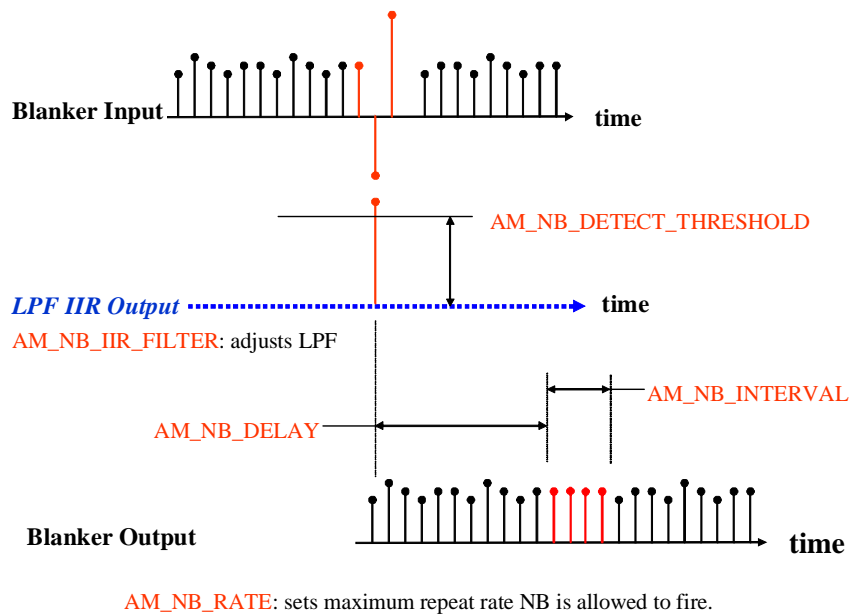 Blanker Input
time
AM_NB_DETECT_THRESHOLD
LPF IIR Output
time
AM_NB_IIR_FILTER: adjusts LPF
AM_NB_INTERVAL
AM_NB_DELAY
Blanker Output
time
AM_NB_RATE: sets maximum repeat rate NB is allowed to fire.